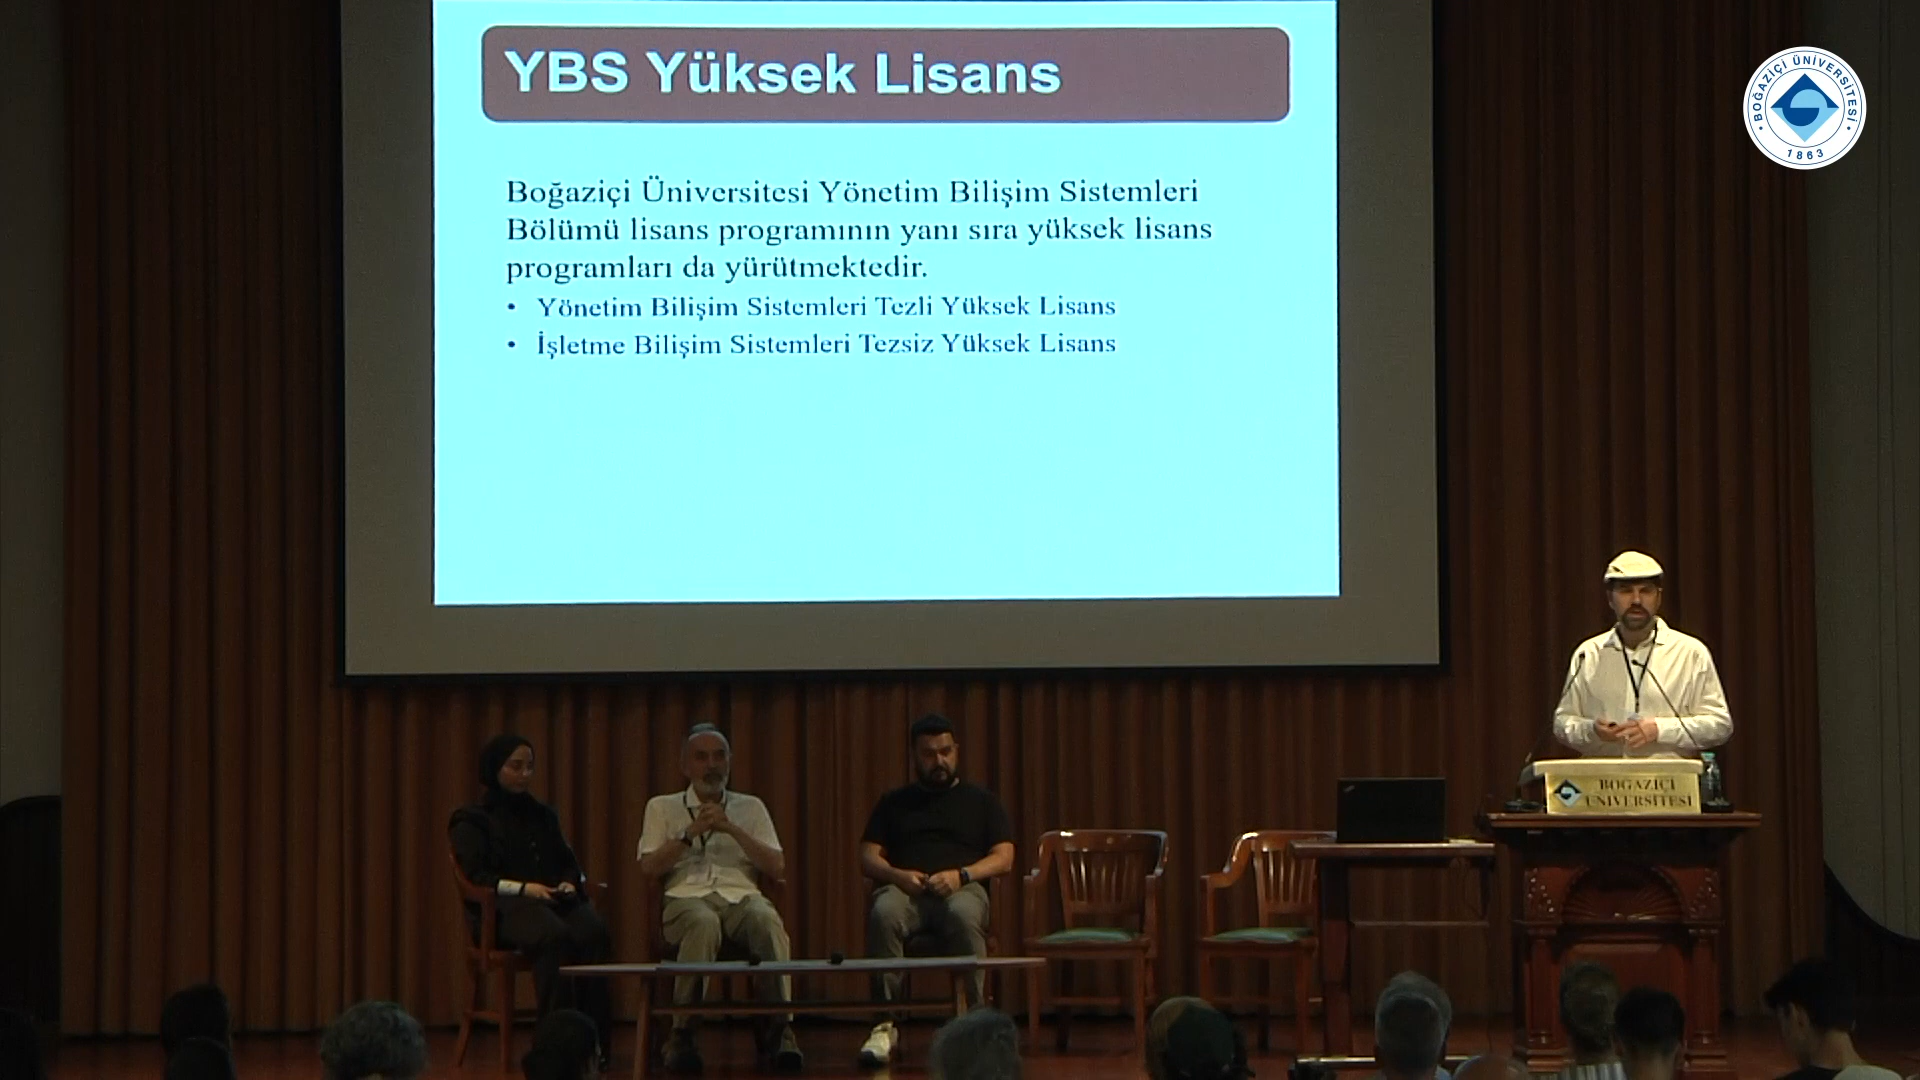 YBS Yüksek Lisans
Boğaziçi Üniversitesi Yönetim Bilişim Sistemleri
Bölümü lisans programının yanı sıra yüksek lisans
programları da yürütmektedir.
• Yönetim Bilişim Sistemleri Tezli Yüksek Lisans
• İşletme Bilişim Sistemleri Tezsiz Yüksek Lisans
BOĞAZİÇİ ÜNİVERSİTESİ
1863
BOĞAZİÇİ
ÜNİVERSİTESİ